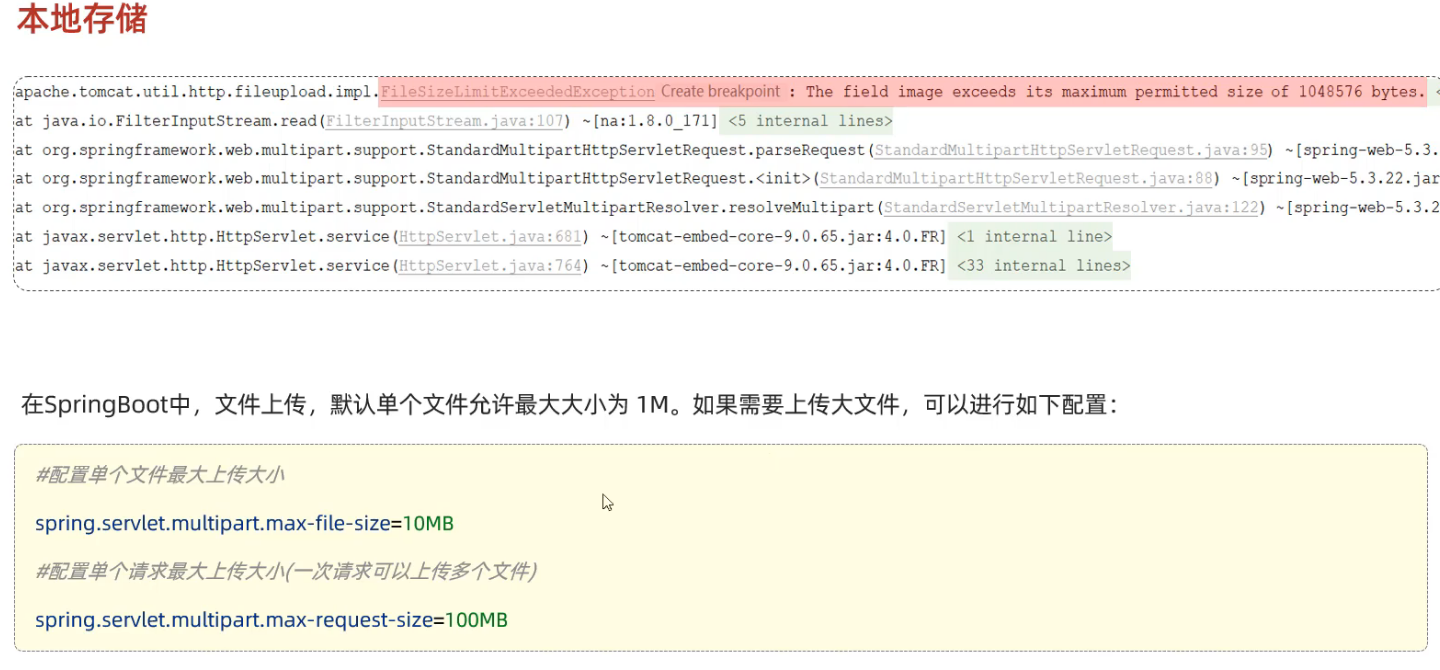 本地存储
apache.tomcat.util.http.fileupload.impl.FileSizeLimitExceededException Create breakpoint : The field image exceeds its maximum permitted size of 1048576 bytes. <
at java.io.FilterInputStream.read(FilterInputStream.java:107) ~[na:1.8.0_171] <5 internal lines>
at org.springframework.web.multipart.support.StandardMultipartHttpServletRequest.parseRequest(StandardMultipartHttpServletRequest.java:95) ~[spring-web-5.3.
at org.springframework.web.multipart.support.StandardMultipartHttpServletRequest.<init>(StandardMultipartHttpServletRequest.java:88) ~[spring-web-5.3.22.jar
at org.springframework.web.multipart.support.StandardServletMultipartResolver.resolveMultipart(StandardServletMultipartResolver.java:122) ~[spring-web-5.3.2
at javax.servlet.http.HttpServlet.service(HttpServlet.java:681) ~[tomcat-embed-core-9.0.65.jar:4.0.FR] <1 internal line>
at javax.servlet.http.HttpServlet.service(HttpServlet.java:764) ~[tomcat-embed-core-9.0.65.jar:4.0.FR] <33 internal lines>
在SpringBoot中，文件上传，默认单个文件允许最大大小为 1M。如果需要上传大文件，可以进行如下配置：
#配置单个文件最大上传大小
spring.servlet.multipart.max-file-size=10MB
#配置单个请求最大上传大小(一次请求可以上传多个文件)
spring.servlet.multipart.max-request-size=100MB